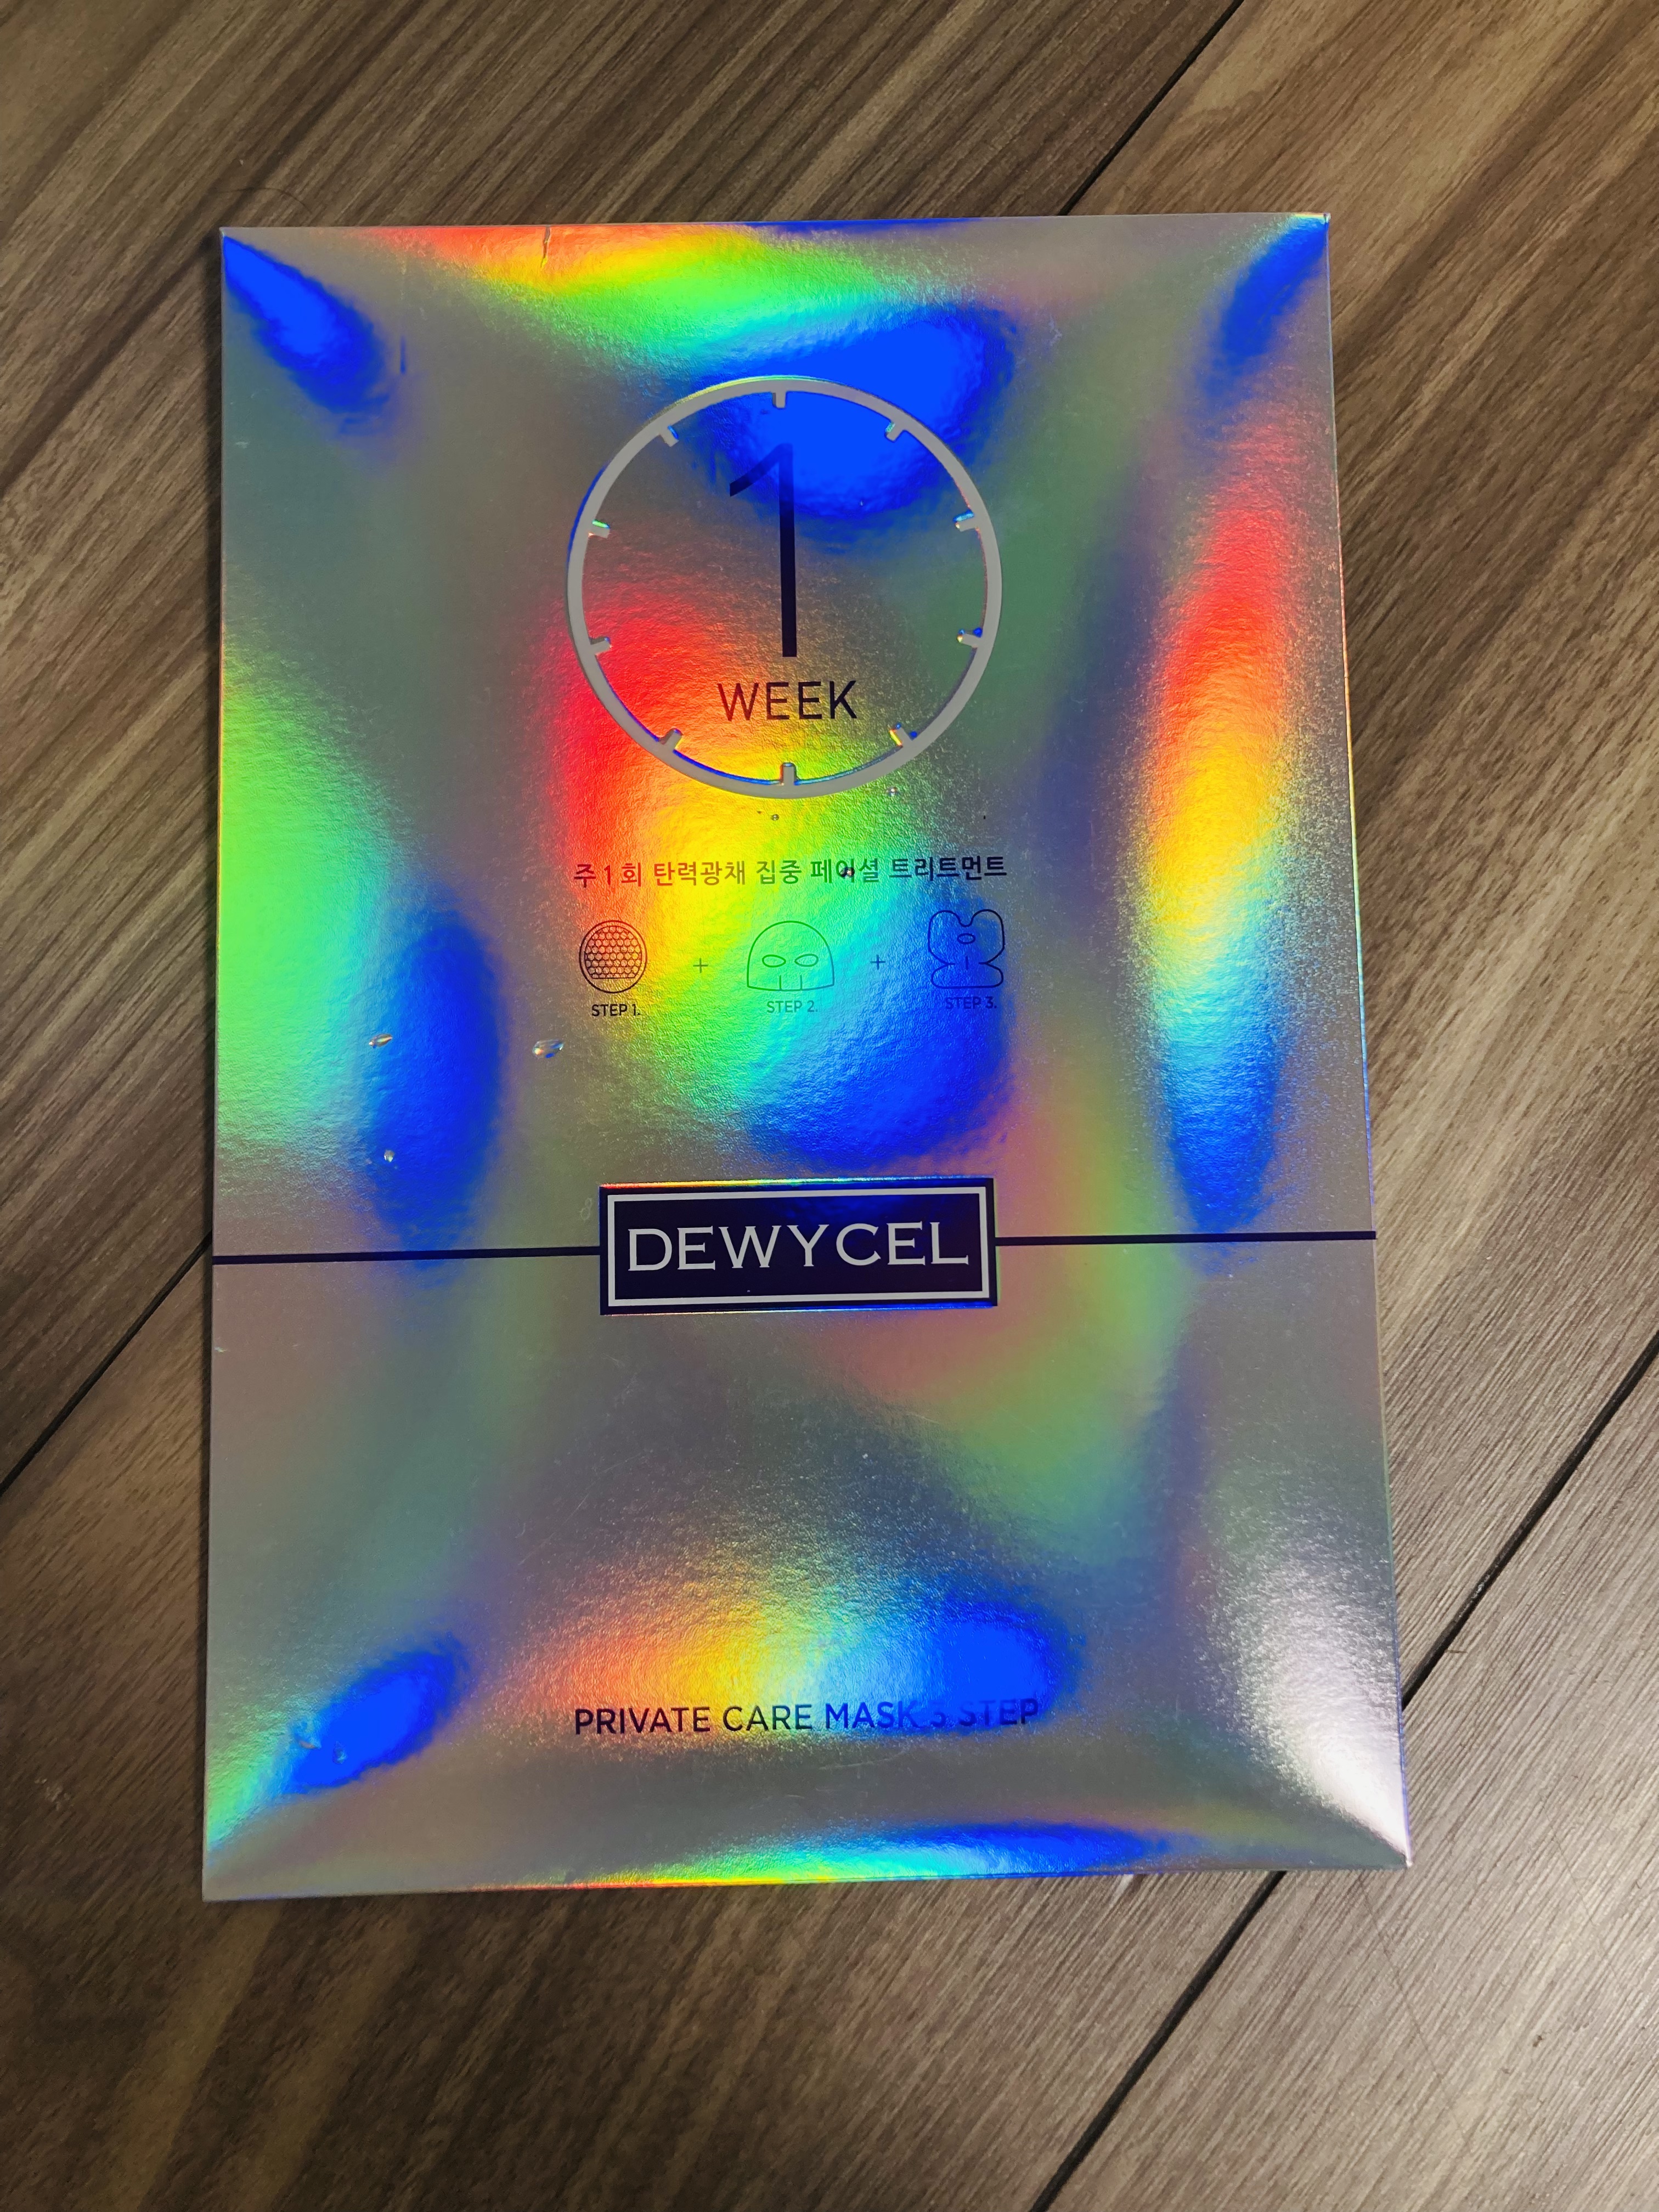 1
WEEK
주 1 회 탄력광채 집중 페이셜 트리트먼트
STEP 1. + STEP 2. + STEP 3.
DEWYCEL
PRIVATE CARE MASK 3 STEP